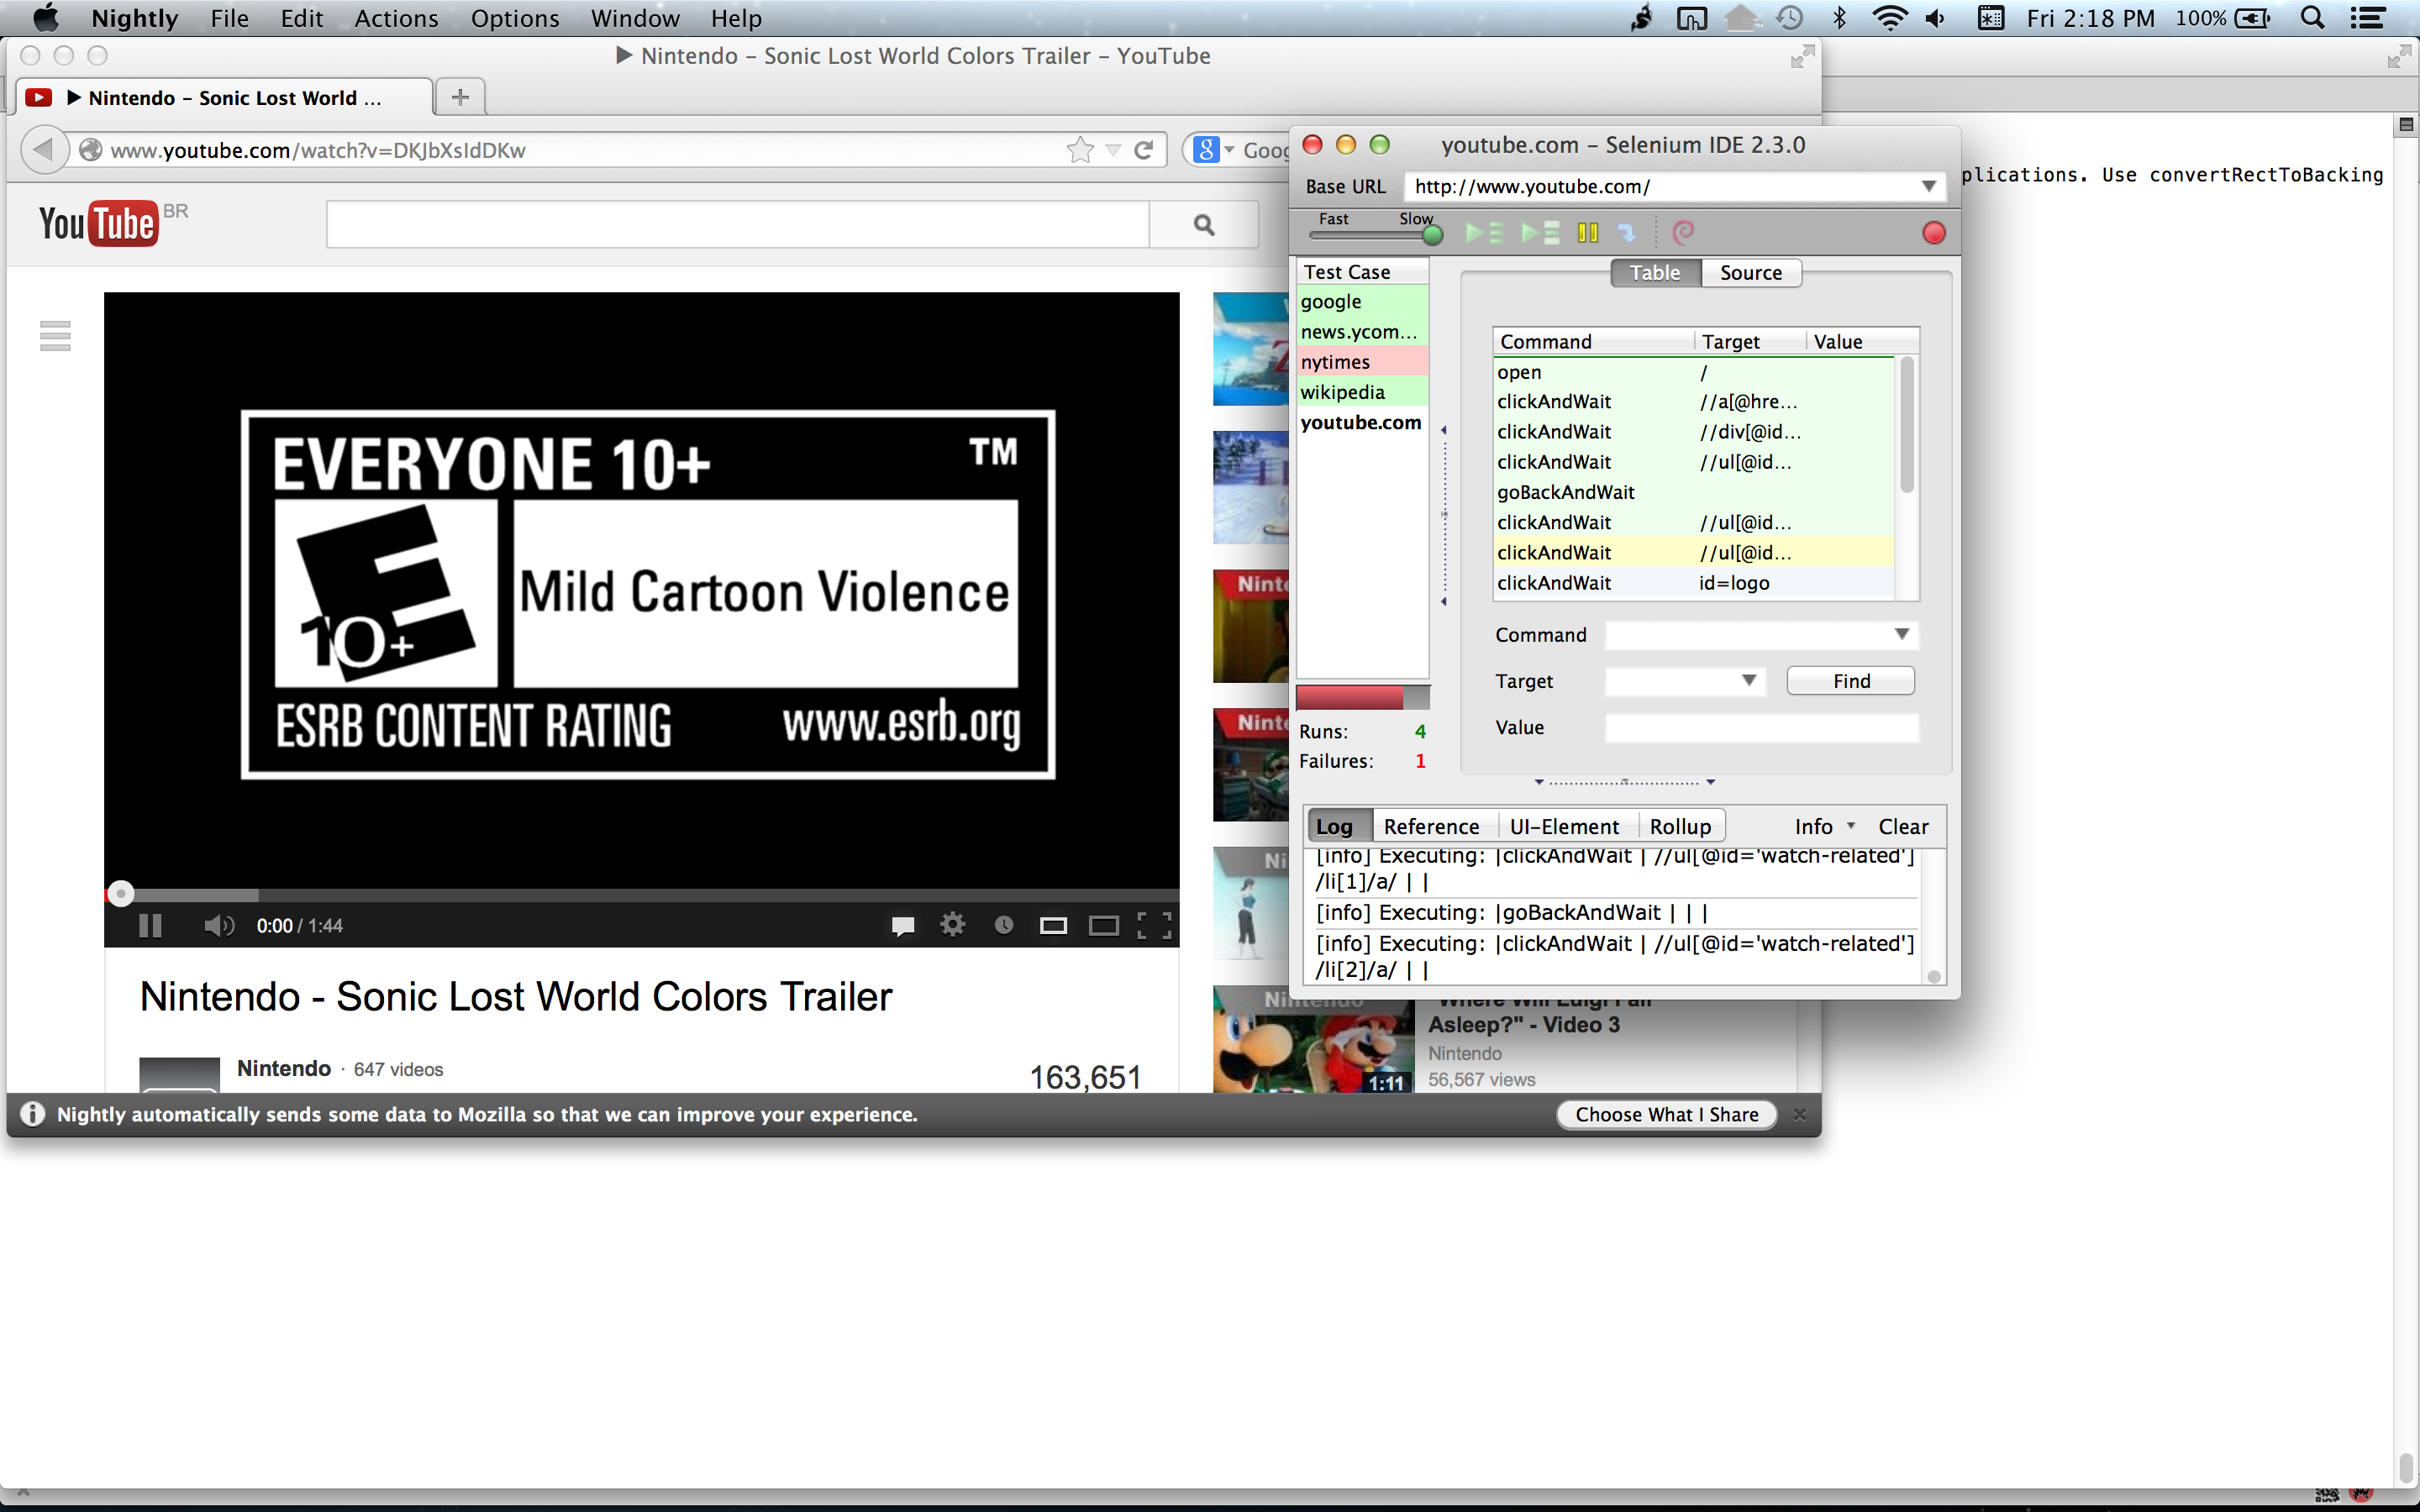 Nightly File Edit Actions Options Window Help
Fri 2:18 PM 100%
▶ Nintendo – Sonic Lost World Colors Trailer – YouTube
▶ Nintendo – Sonic Lost World ...
www.youtube.com/watch?v=DKJbXsIdDKw
YouTube BR
EVERYONE 10+ TM
E 10+
Mild Cartoon Violence
ESRB CONTENT RATING www.esrb.org
0:00 / 1:44
Nintendo - Sonic Lost World Colors Trailer
Nintendo · 647 videos
163,651
Nintendo
Asleep?" - Video 3
Nintendo
56,567 views
1:11
Nightly automatically sends some data to Mozilla so that we can improve your experience.
Choose What I Share
youtube.com – Selenium IDE 2.3.0
Base URL http://www.youtube.com/
Fast Slow
Test Case
google
news.ycom...
nytimes
wikipedia
youtube.com
Runs: 4
Failures: 1
Table Source
Command Target Value
open /
clickAndWait //a[@hre...
clickAndWait //div[@id...
clickAndWait //ul[@id...
goBackAndWait
clickAndWait //ul[@id...
clickAndWait //ul[@id...
clickAndWait id=logo
Command
Target Find
Value
Log Reference UI-Element Rollup Info Clear
[info] Executing: |clickAndWait | //ul[@id='watch-related']
/li[1]/a/ | |
[info] Executing: |goBackAndWait | | |
[info] Executing: |clickAndWait | //ul[@id='watch-related']
/li[2]/a/ | |
plications. Use convertRectToBacking